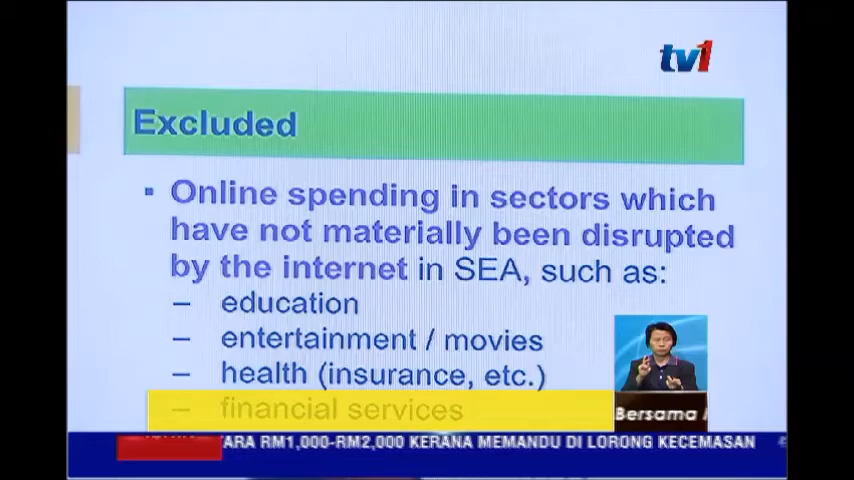 tv1
Excluded
▪ Online spending in sectors which
have not materially been disrupted
by the internet in SEA, such as:
– education
– entertainment / movies
– health (insurance, etc.)
– financial services
Bersama
ARA RM1,000-RM2,000 KERANA MEMANDU DI LORONG KECEMASAN